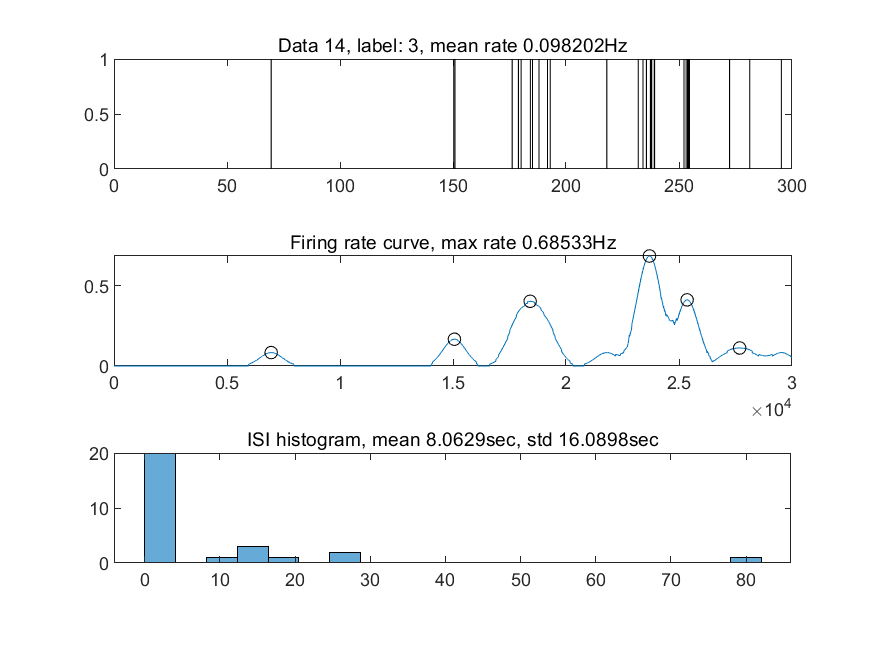 Data 14, label: 3, mean rate 0.098202Hz
1
0.5
0
0 50 100 150 200 250 300
Firing rate curve, max rate 0.68533Hz
0.5
0
0 0.5 1 1.5 2 2.5 3
×10⁴
ISI histogram, mean 8.0629sec, std 16.0898sec
20
10
0
0 10 20 30 40 50 60 70 80